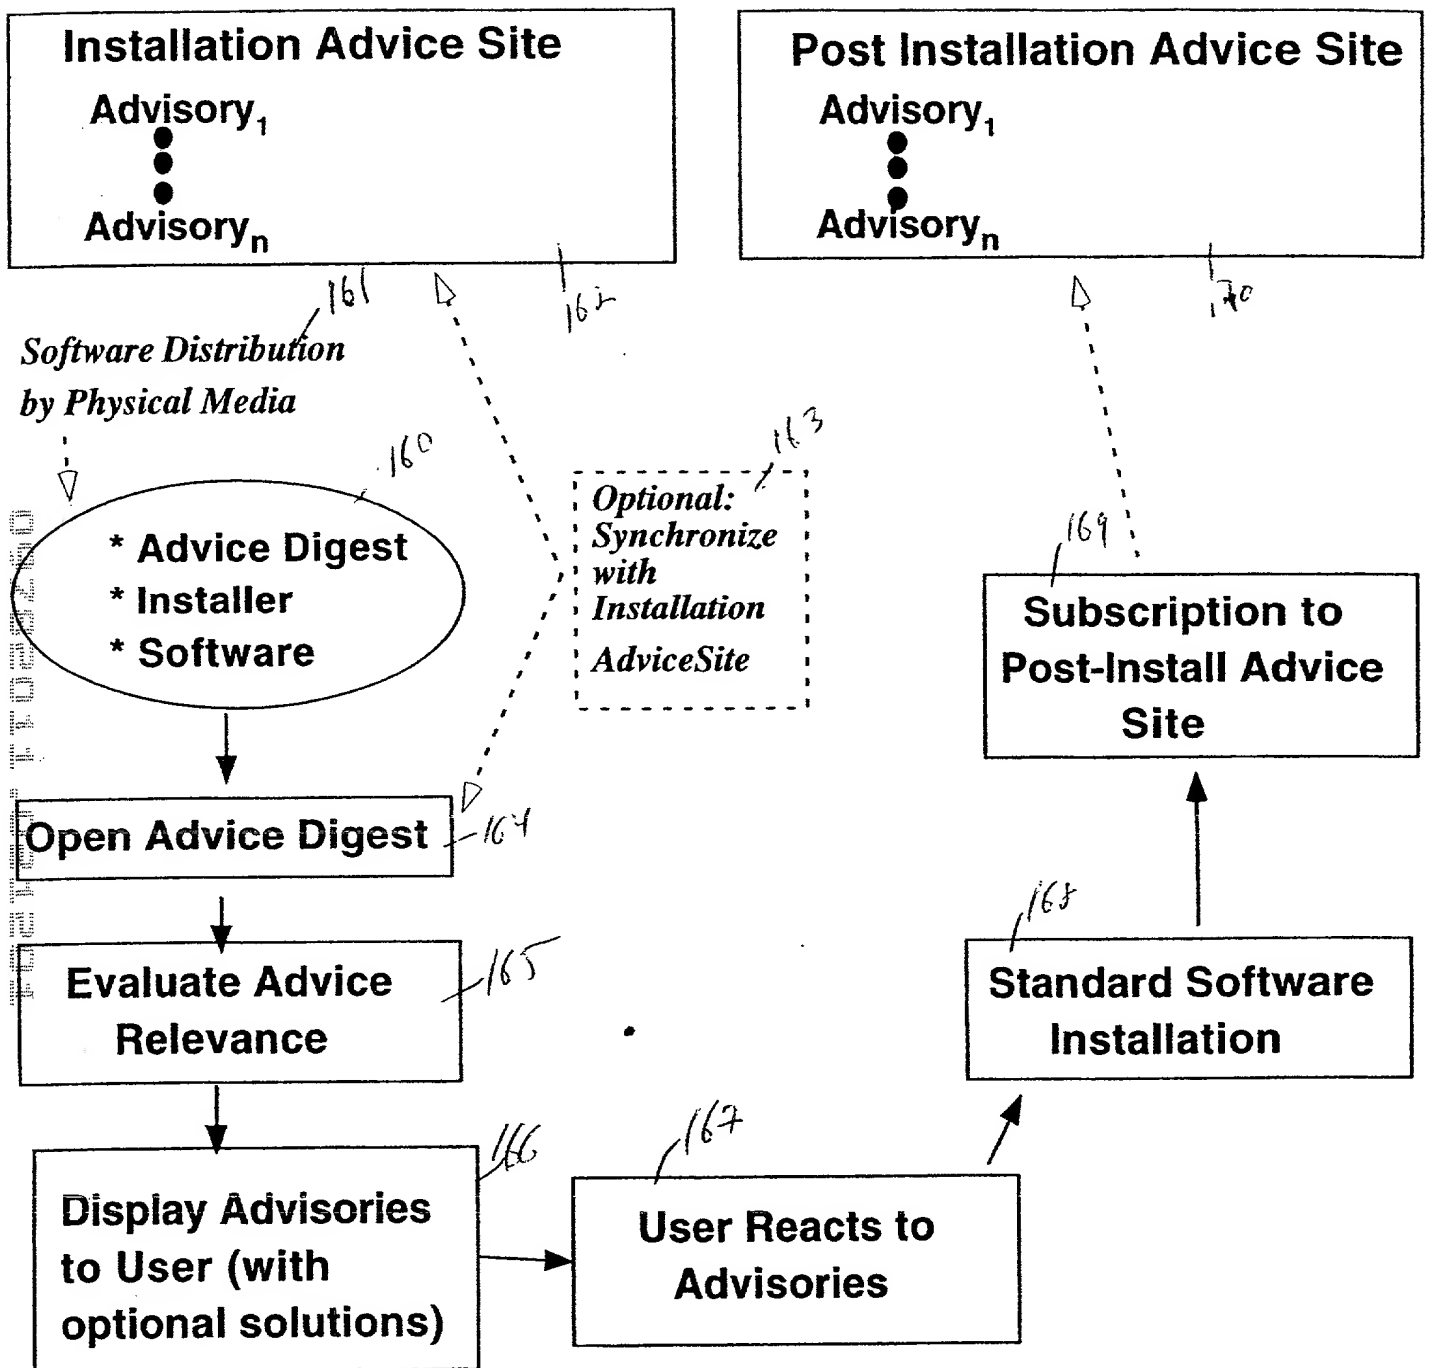 Installation Advice Site
Advisory1
Advisoryn
162
Post Installation Advice Site
Advisory1
Advisoryn
161
Software Distribution
by Physical Media
160
* Advice Digest
* Installer
* Software
163
Optional:
Synchronize
with
Installation
AdviceSite
Open Advice Digest
164
Evaluate Advice
Relevance
165
Display Advisories
to User (with
optional solutions)
166
User Reacts to
Advisories
167
Standard Software
Installation
168
Subscription to
Post-Install Advice
Site
169